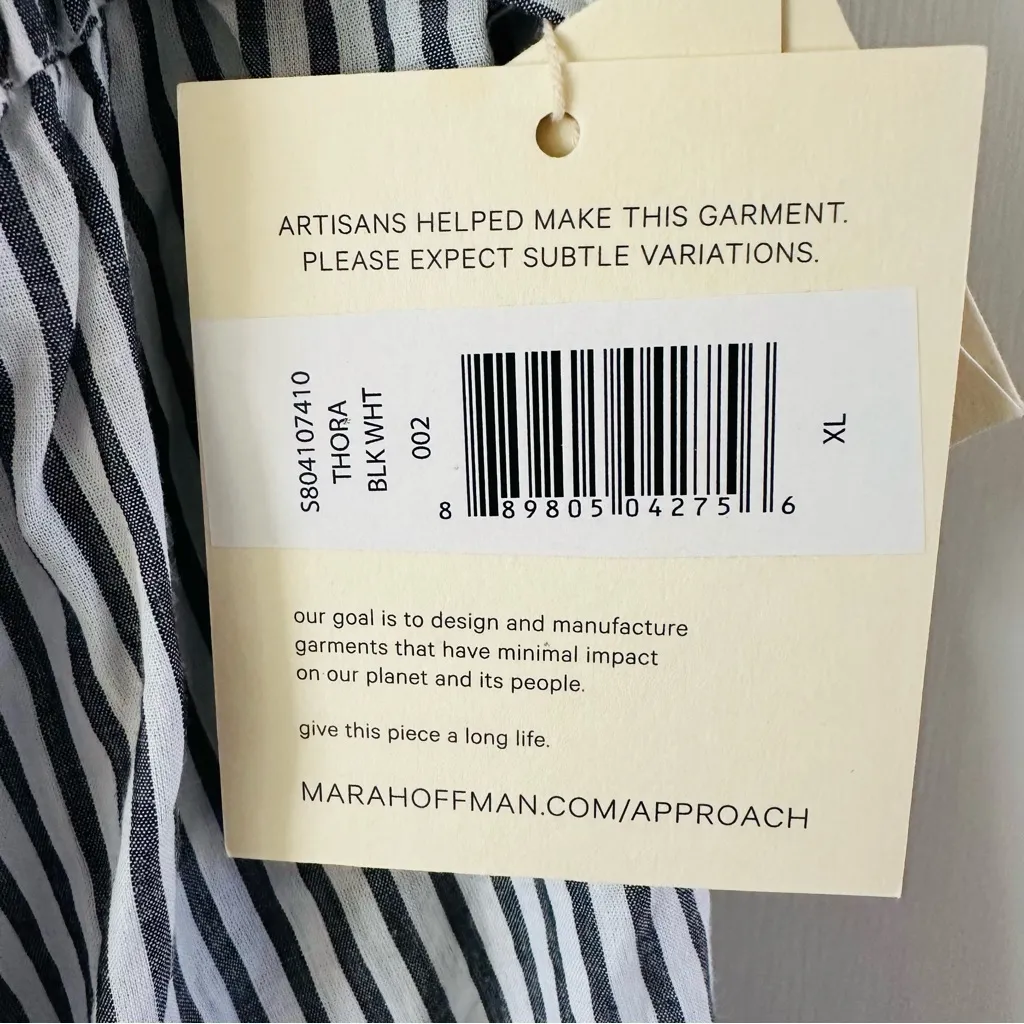 ARTISANS HELPED MAKE THIS GARMENT.
PLEASE EXPECT SUBTLE VARIATIONS.
S804107410
THORA
BLK WHT
002
8 89805 04275 6
XL
our goal is to design and manufacture
garments that have minimal impact
on our planet and its people.
give this piece a long life.
MARAHOFFMAN.COM/APPROACH